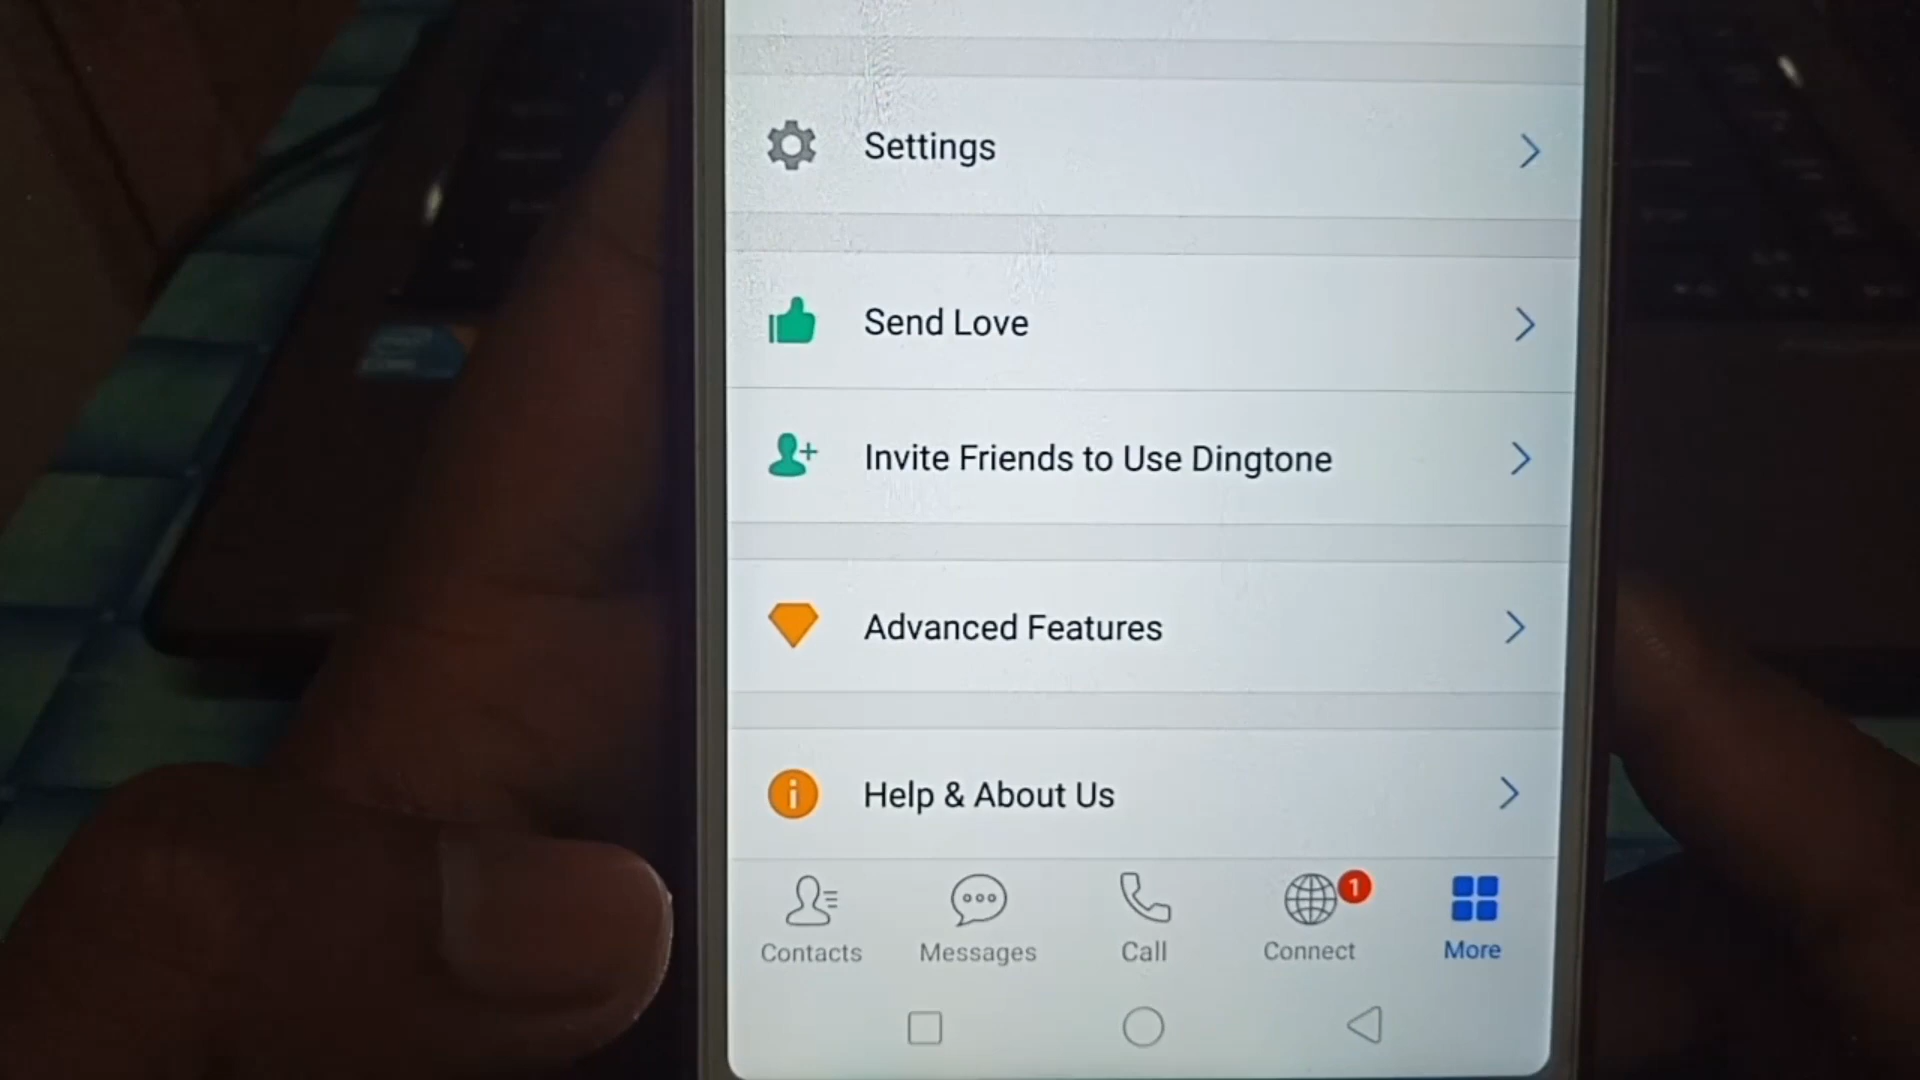 Settings
Send Love
Invite Friends to Use Dingtone
Advanced Features
Help & About Us
1
Contacts
Messages
Call
Connect
More